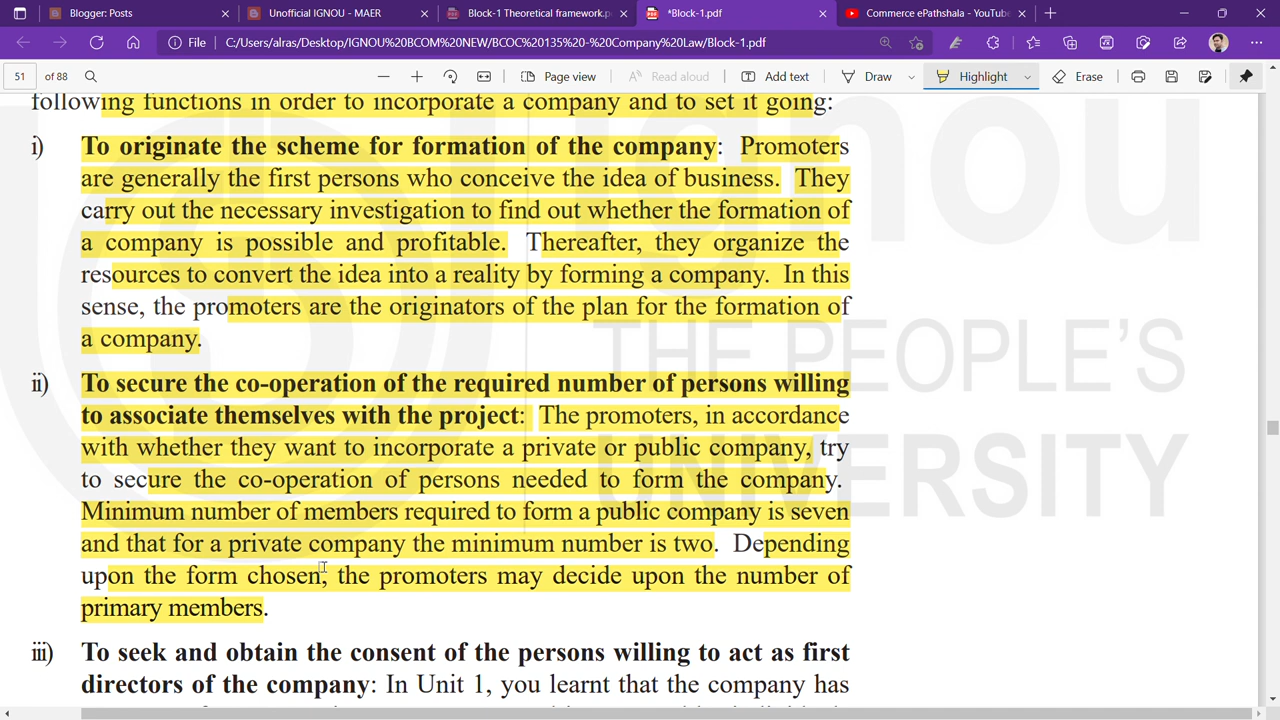 Blogger: Posts
Unofficial IGNOU - MAER
Block-1 Theoretical framework.p
*Block-1.pdf
Commerce ePathshala - YouTube
File
C:/Users/alras/Desktop/IGNOU%20BCOM%20NEW/BCOC%20135%20-%20Company%20Law/Block-1.pdf
51 of 88
Page view
Read aloud
Add text
Draw
Highlight
Erase
following functions in order to incorporate a company and to set it going:
i) To originate the scheme for formation of the company: Promoters
are generally the first persons who conceive the idea of business. They
carry out the necessary investigation to find out whether the formation of
a company is possible and profitable. Thereafter, they organize the
resources to convert the idea into a reality by forming a company. In this
sense, the promoters are the originators of the plan for the formation of
a company.
ii) To secure the co-operation of the required number of persons willing
to associate themselves with the project: The promoters, in accordance
with whether they want to incorporate a private or public company, try
to secure the co-operation of persons needed to form the company.
Minimum number of members required to form a public company is seven
and that for a private company the minimum number is two. Depending
upon the form chosen, the promoters may decide upon the number of
primary members.
iii) To seek and obtain the consent of the persons willing to act as first
directors of the company: In Unit 1, you learnt that the company has
ignou
THE PEOPLE'S
UNIVERSITY